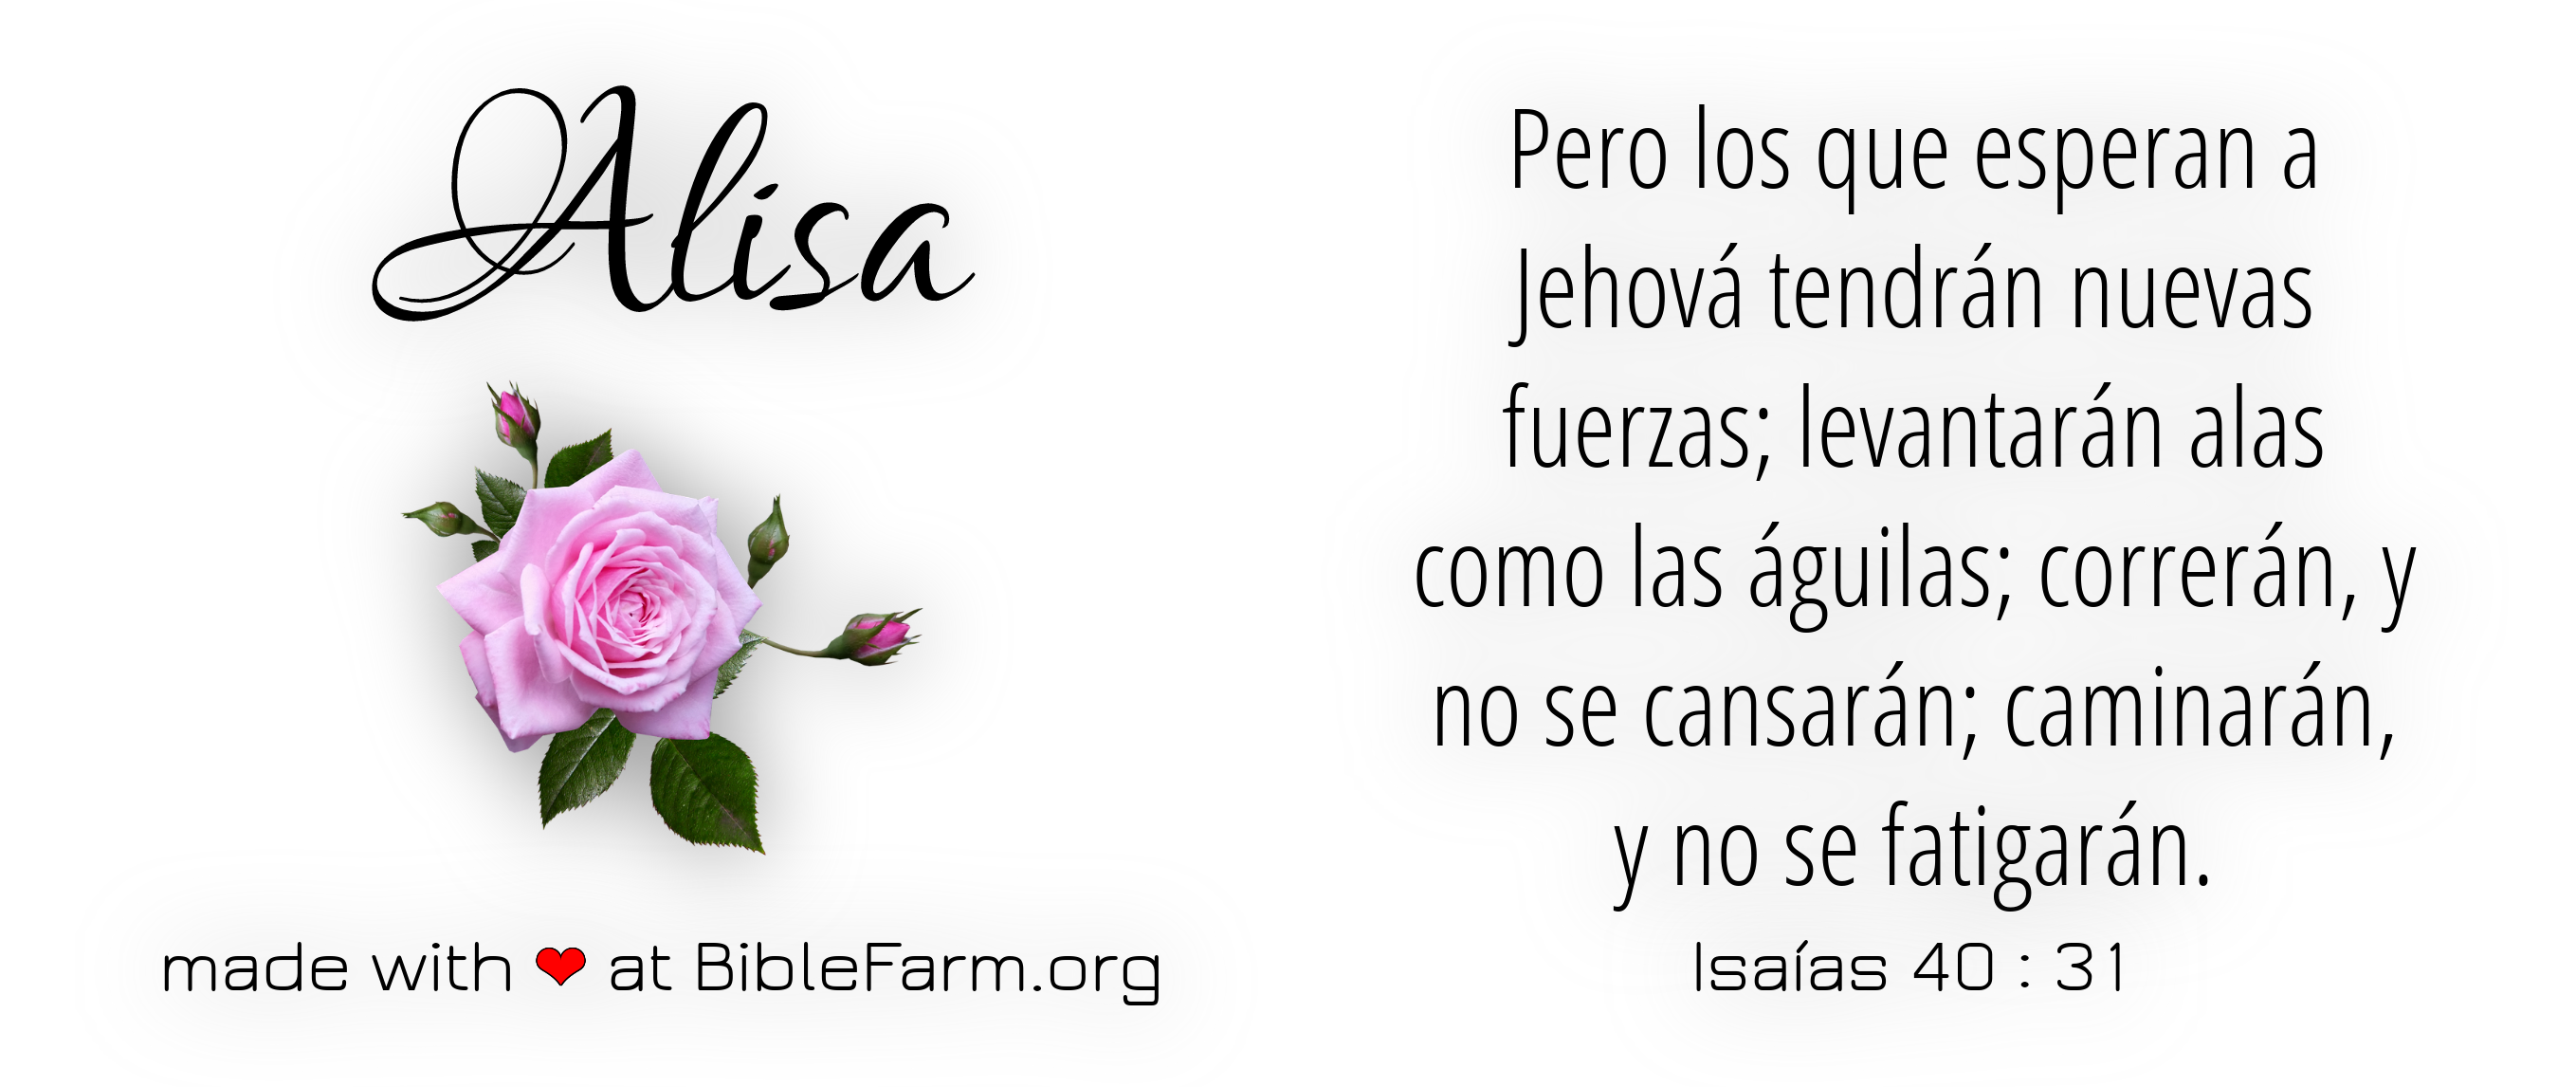 Alisa
made with ❤ at BibleFarm.org
Pero los que esperan a
Jehová tendrán nuevas
fuerzas; levantarán alas
como las águilas; correrán, y
no se cansarán; caminarán,
y no se fatigarán.
Isaías 40 : 31